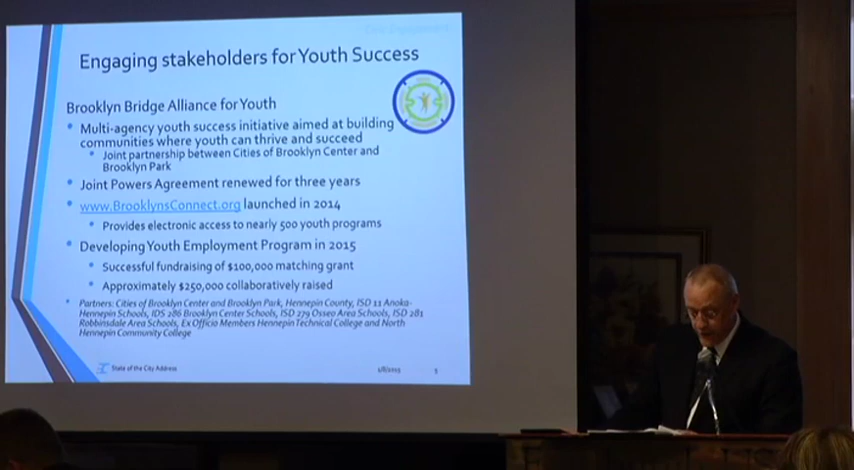 Engaging stakeholders for Youth Success
Brooklyn Bridge Alliance for Youth
• Multi-agency youth success initiative aimed at building
communities where youth can thrive and succeed
• Joint partnership between Cities of Brooklyn Center and
Brooklyn Park
• Joint Powers Agreement renewed for three years
• www.BrooklynsConnect.org launched in 2014
• Provides electronic access to nearly 500 youth programs
• Developing Youth Employment Program in 2015
• Successful fundraising of $100,000 matching grant
• Approximately $250,000 collaboratively raised
• Partners: Cities of Brooklyn Center and Brooklyn Park, Hennepin County, ISD 11 Anoka-
Hennepin Schools, IDS 286 Brooklyn Center Schools, ISD 279 Osseo Area Schools, ISD 281
Robbinsdale Area Schools, Ex Officio Members Hennepin Technical College and North
Hennepin Community College
State of the City Address